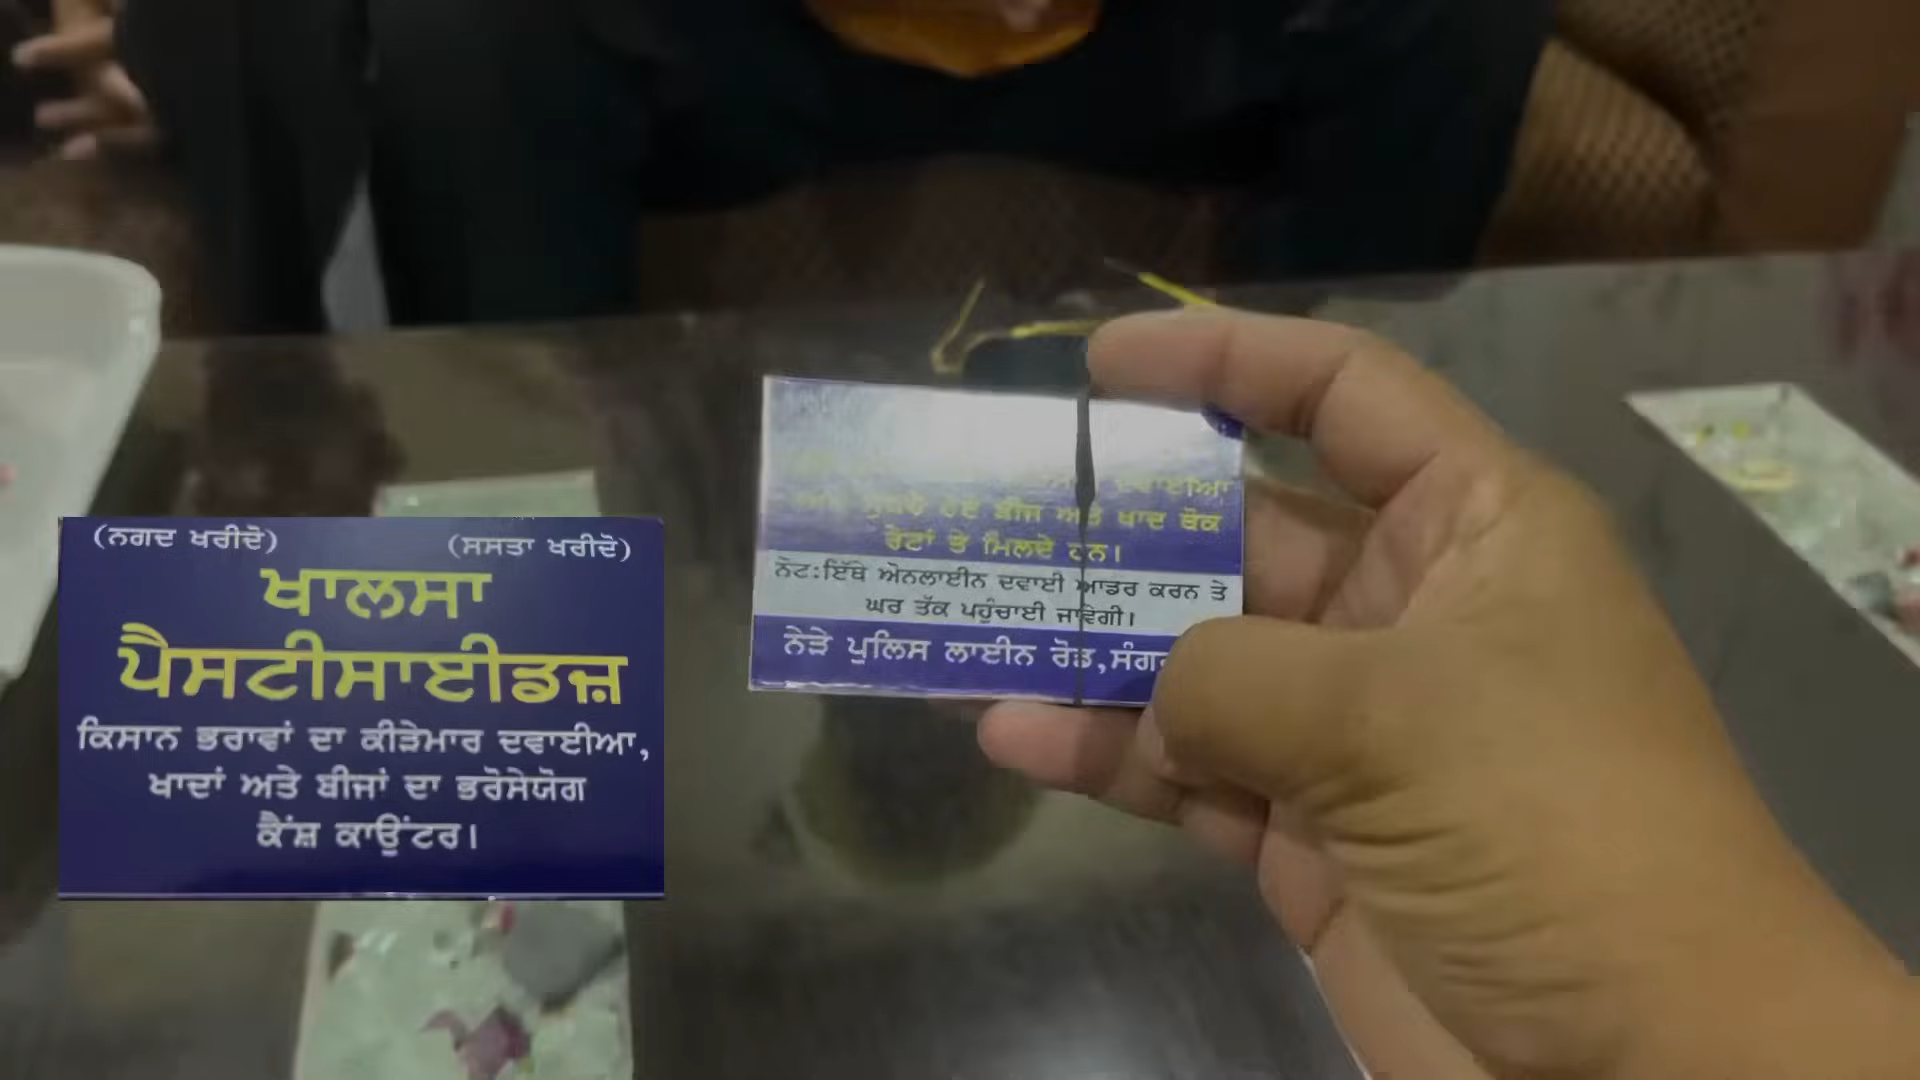 (ਨਗਦ ਖਰੀਦੋ) (ਸਸਤਾ ਖਰੀਦੋ)
ਖਾਲਸਾ
ਪੈਸਟੀਸਾਈਡਜ਼
ਕਿਸਾਨ ਭਰਾਵਾਂ ਦਾ ਕੀੜੇਮਾਰ ਦਵਾਈਆ,
ਖਾਦਾਂ ਅਤੇ ਬੀਜਾਂ ਦਾ ਭਰੋਸੇਯੋਗ
ਕੈਂਸ਼ ਕਾਊਂਟਰ।
ਦਵਾਈਆ
ਬੀਜ ਅਤੇ ਖਾਦ ਥੋਕ
ਰੇਟਾਂ ਤੇ ਮਿਲਦੇ ਹਨ।
ਨੋਟ:ਇੱਥੇ ਔਨਲਾਈਨ ਦਵਾਈ ਆਡਰ ਕਰਨ ਤੇ
ਘਰ ਤੱਕ ਪਹੁੰਚਾਈ ਜਾਵੇਗੀ।
ਨੇੜੇ ਪੁਲਿਸ ਲਾਈਨ ਰੋਡ,